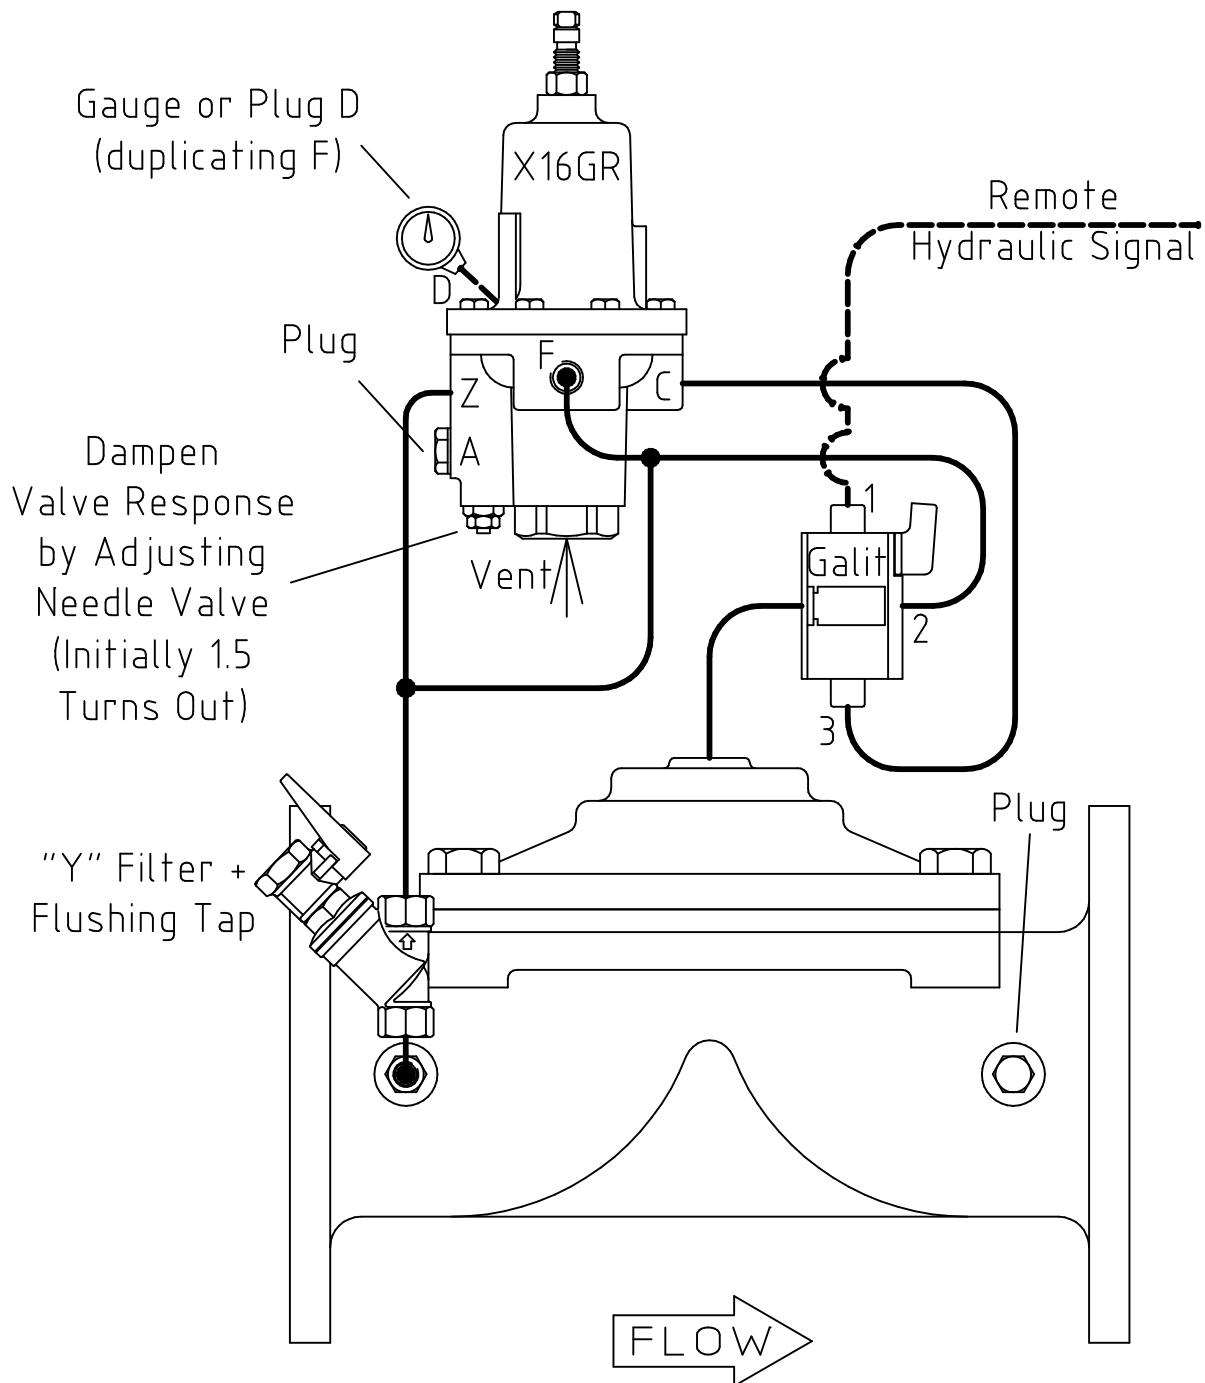 Gauge or Plug D
(duplicating F)
X16GR
Remote
Hydraulic Signal
D
Plug
F
Z
C
A
Dampen
Valve Response
by Adjusting
Needle Valve
(Initially 1.5
Turns Out)
1
Galit
Vent
2
3
Plug
"Y" Filter +
Flushing Tap
FLOW